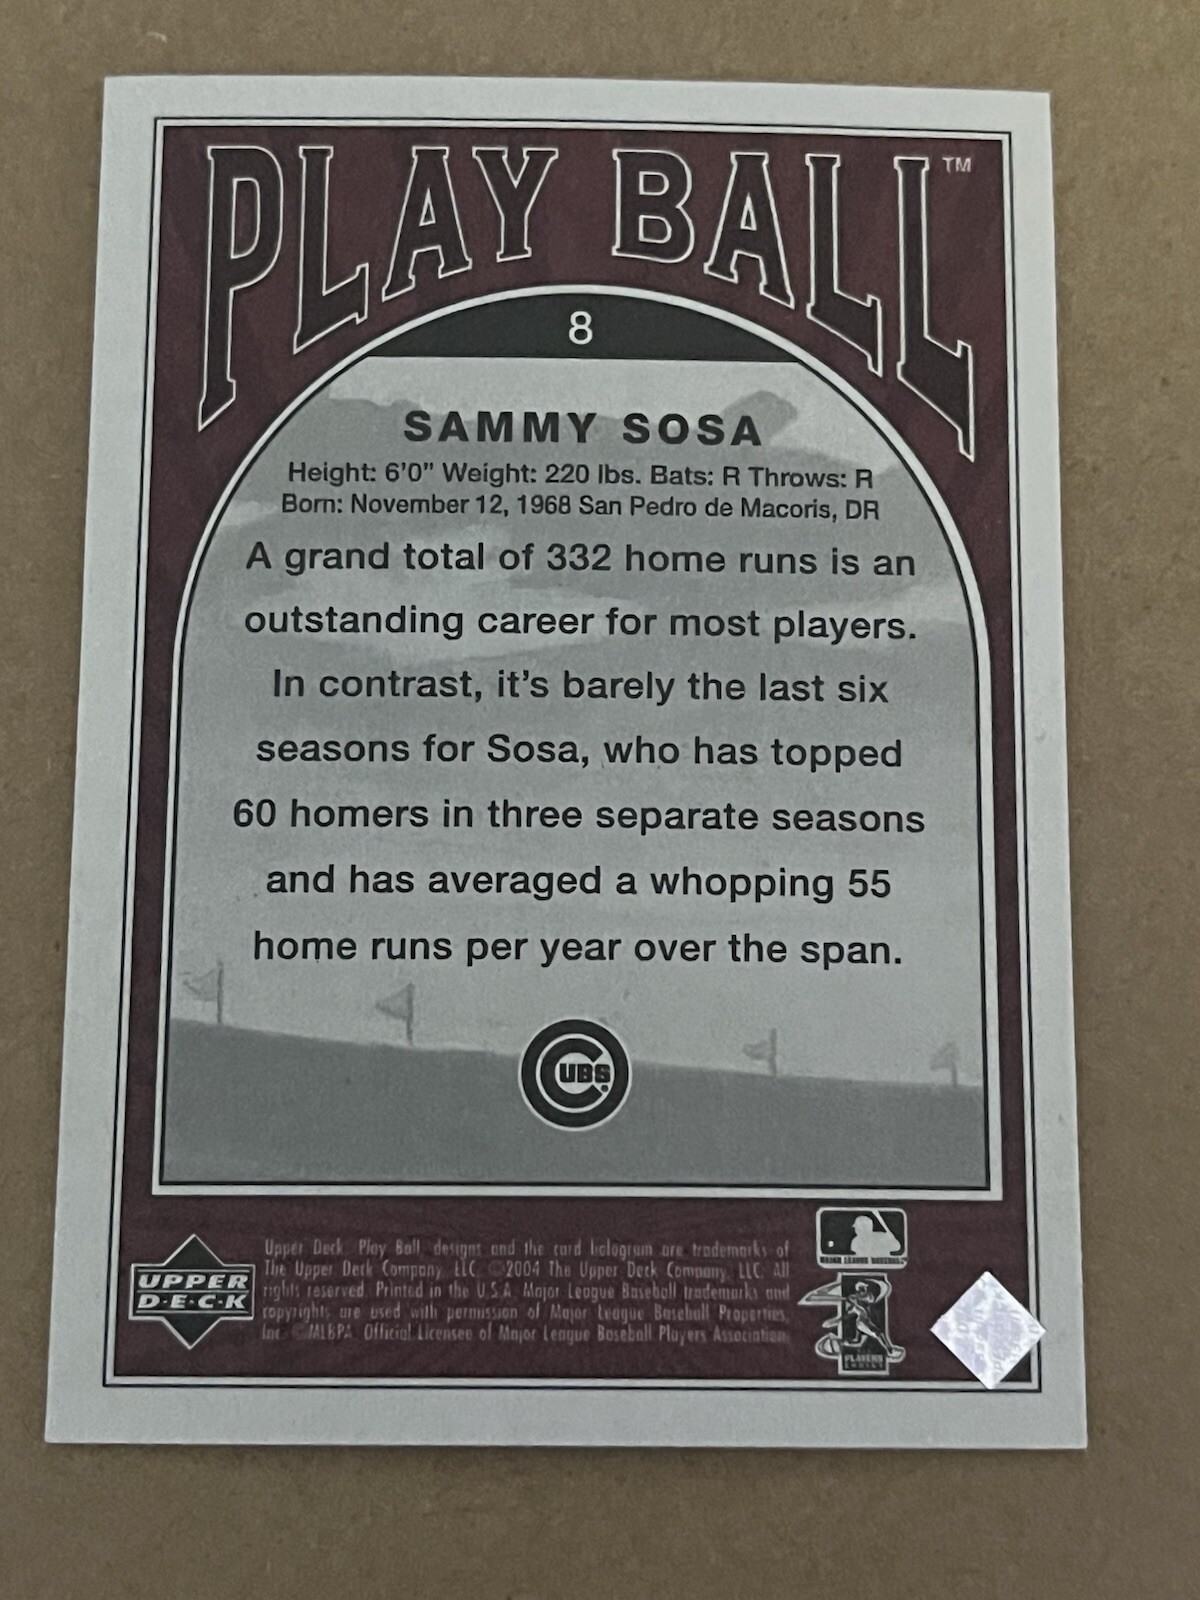 PLAY BALL™
8
SAMMY SOSA
Height: 6'0" Weight: 220 lbs. Bats: R Throws: R
Born: November 12, 1968 San Pedro de Macoris, DR
A grand total of 332 home runs is an
outstanding career for most players.
In contrast, it's barely the last six
seasons for Sosa, who has topped
60 homers in three separate seasons
and has averaged a whopping 55
home runs per year over the span.
CUBS
UPPER
D·E·C·K
Upper Deck, Play Ball, designs and the card hologram are trademarks of
The Upper Deck Company, LLC. ©2004 The Upper Deck Company, LLC. All
rights reserved. Printed in the U.S.A. Major League Baseball trademarks and
copyrights are used with permission of Major League Baseball Properties,
Inc. ©MLBPA. Official Licensee of Major League Baseball Players Association.
MAJOR LEAGUE BASEBALL
PLAYERS
CHOICE